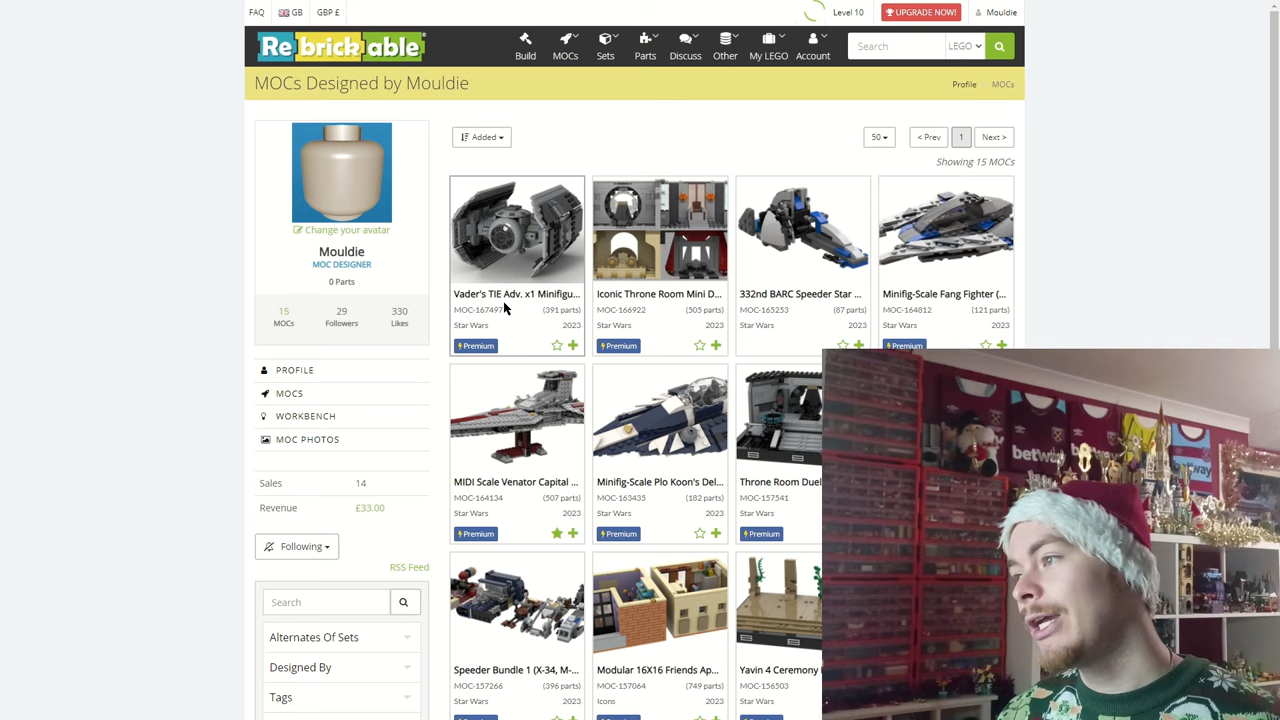 FAQ GB GBP £ Level 10 UPGRADE NOW! Mouldie
Rebrickable Build MOCs Sets Parts Discuss Other My LEGO Account Search LEGO
MOCs Designed by Mouldie Profile MOCs
Added 50 < Prev 1 Next >
Showing 15 MOCs
Change your avatar
Mouldie
MOC DESIGNER
0 Parts
15 29 330
MOCs Followers Likes
PROFILE
MOCS
WORKBENCH
MOC PHOTOS
Sales 14
Revenue £33.00
Following
RSS Feed
Search
Alternates Of Sets
Designed By
Tags
Vader's TIE Adv. x1 Minifigu...
MOC-167497 (391 parts)
Star Wars 2023
Premium
Iconic Throne Room Mini D...
MOC-166922 (505 parts)
Star Wars 2023
Premium
332nd BARC Speeder Star ...
MOC-165253 (87 parts)
Star Wars 2023
Premium
Minifig-Scale Fang Fighter (...
MOC-164812 (121 parts)
Star Wars 2023
Premium
MIDI Scale Venator Capital ...
MOC-164134 (507 parts)
Star Wars 2023
Premium
Minifig-Scale Plo Koon's Del...
MOC-163435 (182 parts)
Star Wars 2023
Premium
Throne Room Duel
MOC-157541
Star Wars
Premium
Speeder Bundle 1 (X-34, M-...
MOC-157266 (396 parts)
Star Wars 2023
Modular 16X16 Friends Ap...
MOC-157064 (749 parts)
Icons 2023
Yavin 4 Ceremony
MOC-156503
Star Wars
betway
betway